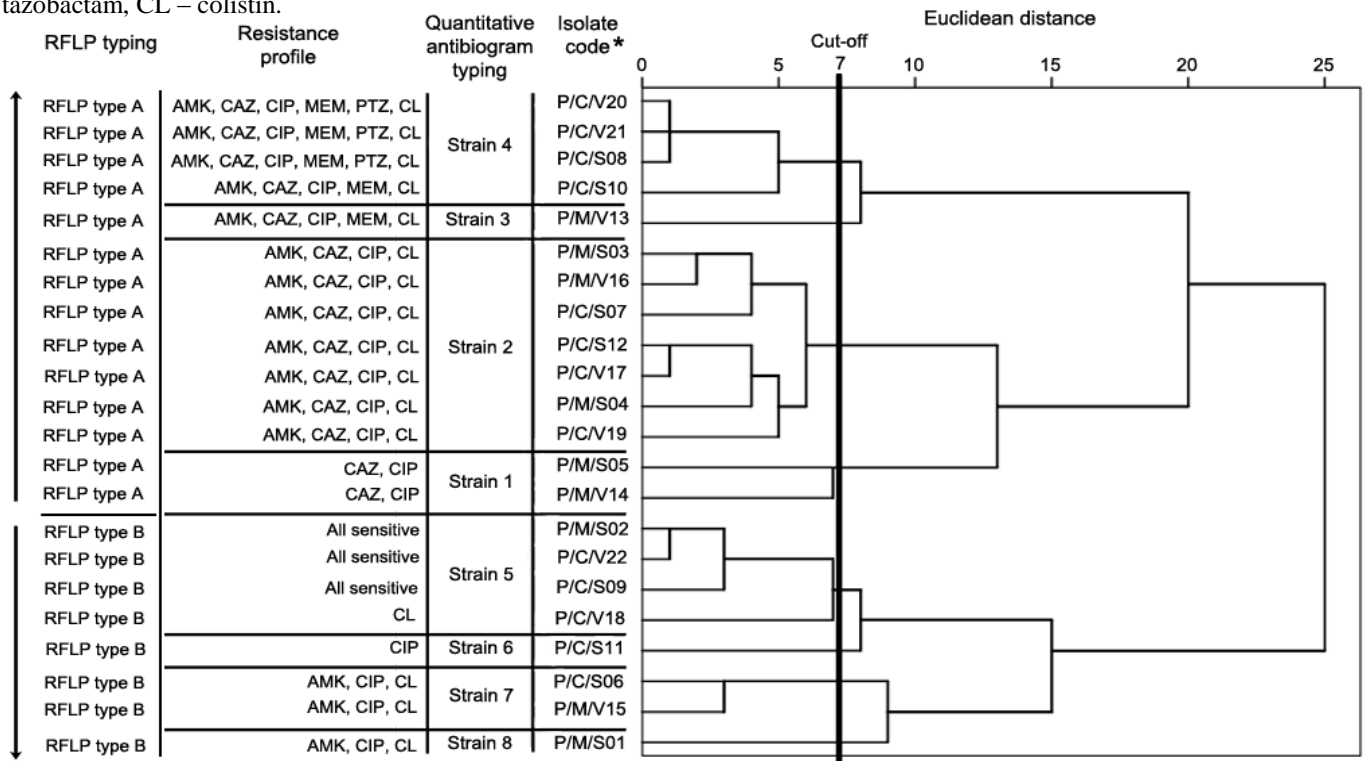 tazobactam, CL – colistin.
RFLP typing
Resistance
profile
Quantitative
antibiogram
typing
Isolate
code*
Euclidean distance
Cut-off
0 5 7 10 15 20 25
RFLP type A AMK, CAZ, CIP, MEM, PTZ, CL P/C/V20
RFLP type A AMK, CAZ, CIP, MEM, PTZ, CL P/C/V21
Strain 4
RFLP type A AMK, CAZ, CIP, MEM, PTZ, CL P/C/S08
RFLP type A AMK, CAZ, CIP, MEM, CL P/C/S10
RFLP type A AMK, CAZ, CIP, MEM, CL Strain 3 P/M/V13
RFLP type A AMK, CAZ, CIP, CL P/M/S03
RFLP type A AMK, CAZ, CIP, CL P/M/V16
RFLP type A AMK, CAZ, CIP, CL P/C/S07
RFLP type A AMK, CAZ, CIP, CL Strain 2 P/C/S12
RFLP type A AMK, CAZ, CIP, CL P/C/V17
RFLP type A AMK, CAZ, CIP, CL P/M/S04
RFLP type A AMK, CAZ, CIP, CL P/C/V19
RFLP type A CAZ, CIP P/M/S05
Strain 1
RFLP type A CAZ, CIP P/M/V14
RFLP type B All sensitive P/M/S02
RFLP type B All sensitive P/C/V22
Strain 5
RFLP type B All sensitive P/C/S09
RFLP type B CL P/C/V18
RFLP type B CIP Strain 6 P/C/S11
RFLP type B AMK, CIP, CL P/C/S06
Strain 7
RFLP type B AMK, CIP, CL P/M/V15
RFLP type B AMK, CIP, CL Strain 8 P/M/S01